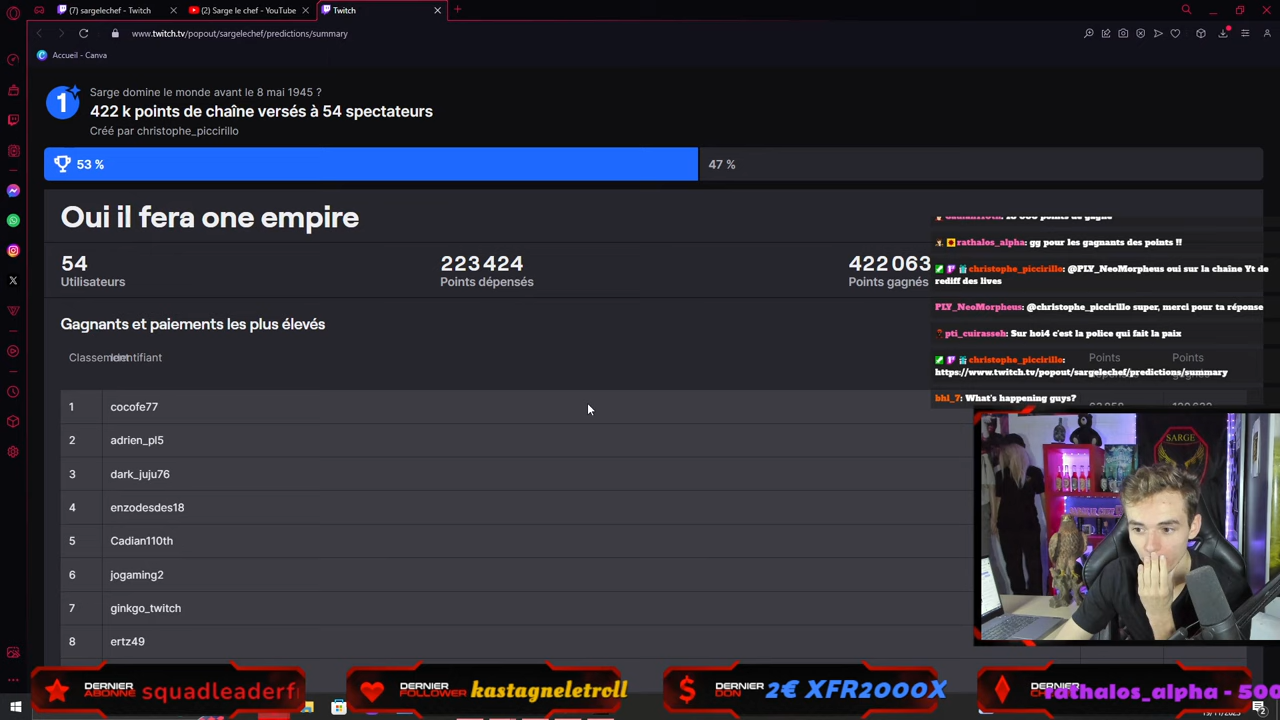 (7) sargelechef - Twitch
(2) Sarge le chef - YouTube
Twitch
www.twitch.tv/popout/sargelechef/predictions/summary
Accueil - Canva
Sarge domine le monde avant le 8 mai 1945 ?
422 k points de chaîne versés à 54 spectateurs
Créé par christophe_piccirillo
53 %
47 %
Oui il fera one empire
54
Utilisateurs
223 424
Points dépensés
422 063
Points gagnés
Gagnants et paiements les plus élevés
Classement
Identifiant
Points
Points
1 cocofe77
2 adrien_pl5
3 dark_juju76
4 enzodesdes18
5 Cadian110th
6 jogaming2
7 ginkgo_twitch
8 ertz49
rathalos_alpha: gg pour les gagnants des points !!
christophe_piccirillo: @PLY_NeoMorpheus oui sur la chaîne Yt de
rediff des lives
PLY_NeoMorpheus: @christophe_piccirillo super, merci pour ta réponse
pti_cuirasseh: Sur hoi4 c'est la police qui fait la paix
christophe_piccirillo:
https://www.twitch.tv/popout/sargelechef/predictions/summary
bhl_7: What's happening guys?
SARGE
DERNIER
ABONNÉ
squadleaderf
DERNIER
FOLLOWER
kastagneletroll
DERNIER
DON
2€ XFR2000X
DERNIER
rathalos_alpha - 500